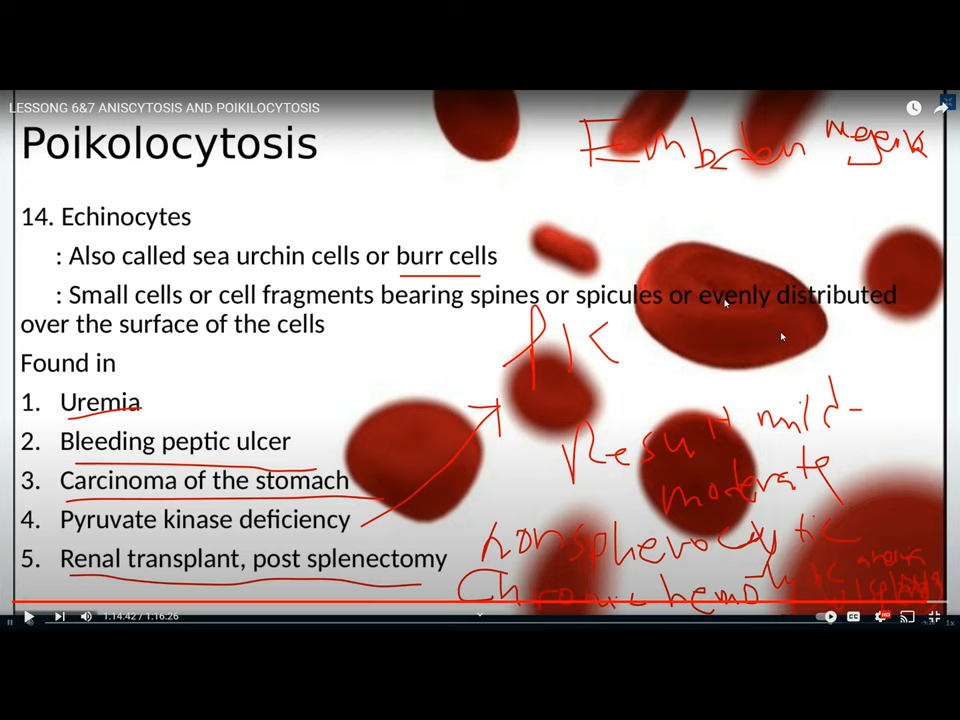 LESSONG 6&7 ANISCYTOSIS AND POIKILOCYTOSIS
Poikolocytosis
14. Echinocytes
: Also called sea urchin cells or burr cells
: Small cells or cell fragments bearing spines or spicules or evenly distributed
over the surface of the cells
Found in
1. Uremia
2. Bleeding peptic ulcer
3. Carcinoma of the stomach
4. Pyruvate kinase deficiency
5. Renal transplant, post splenectomy
PK
Result mild-
moderate
nonspherocytic
Chronic hemolytic
1:14:42 / 1:16:26
CC
HD
1x